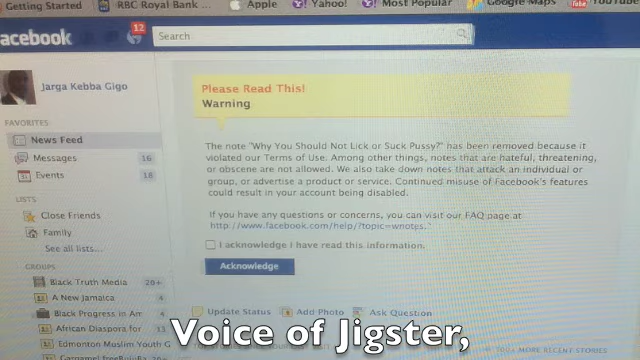 Getting Started
RBC Royal Bank ...
Apple
Yahoo!
Most Popular
Google Maps
YouTube
facebook
12
Search
Jarga Kebba Gigo
Please Read This!
Warning
FAVORITES
News Feed
Messages 16
Events 18
LISTS
Close Friends
Family
See all lists...
GROUPS
Black Truth Media 20+
A New Jamaica 4
Black Progress in Am 4
African Diaspora for 11
Edmonton Muslim Youth G
The note "Why You Should Not Lick or Suck Pussy?" has been removed because it
violated our Terms of Use. Among other things, notes that are hateful, threatening,
or obscene are not allowed. We also take down notes that attack an individual or
group, or advertise a product or service. Continued misuse of Facebook's features
could result in your account being disabled.
If you have any questions or concerns, you can visit our FAQ page at
http://www.facebook.com/help/?topic=wnotes."
I acknowledge I have read this information.
Acknowledge
Update Status
Add Photo
Ask Question
MORE RECENT STORIES
Voice of Jigster,